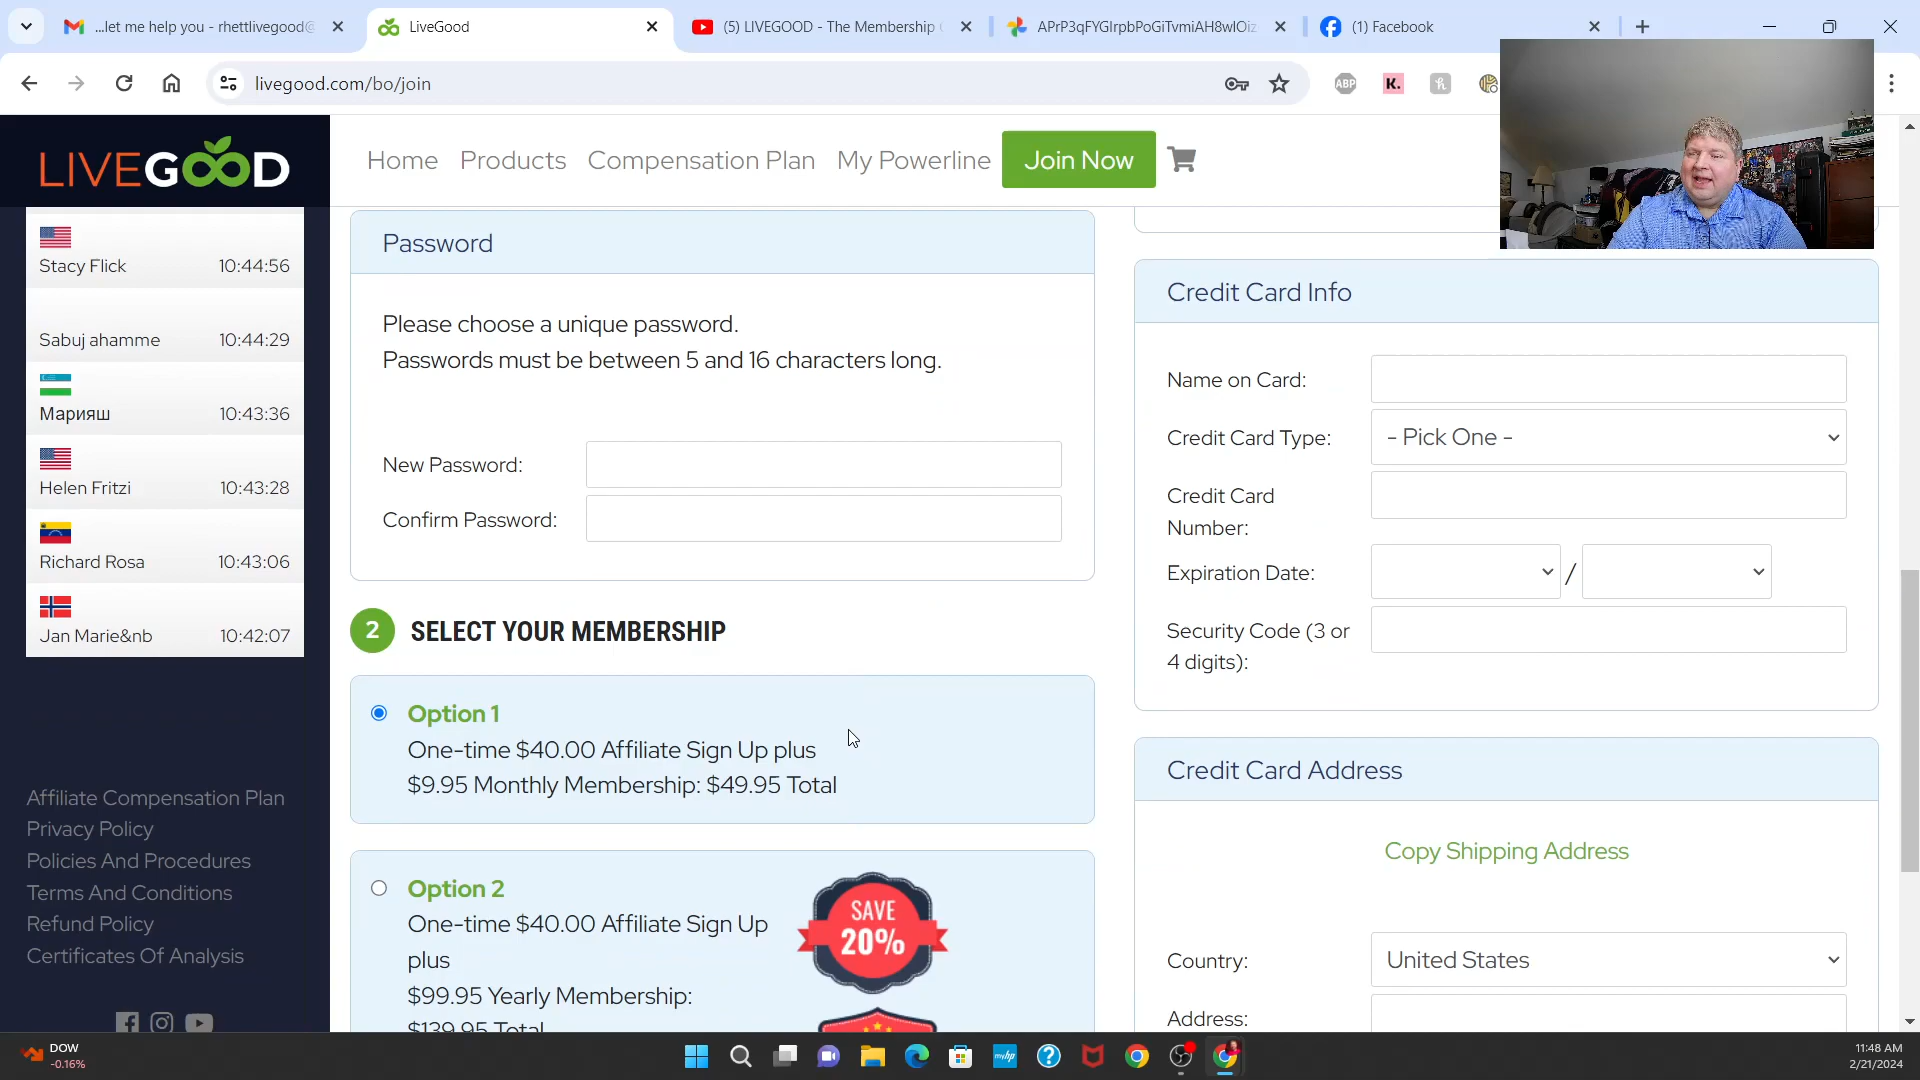 ...let me help you - rhettlivegood@
LiveGood
(5) LIVEGOOD - The Membership
APrP3qFYGIrpbPoGiTvmiAH8wlOiz
(1) Facebook
livegood.com/bo/join
ABP
K.
h
LIVEGOOD
Home
Products
Compensation Plan
My Powerline
Join Now
Stacy Flick 10:44:56
Sabuj ahamme 10:44:29
Марияш 10:43:36
Helen Fritzi 10:43:28
Richard Rosa 10:43:06
Jan Marie&nb 10:42:07
Affiliate Compensation Plan
Privacy Policy
Policies And Procedures
Terms And Conditions
Refund Policy
Certificates Of Analysis
Password
Please choose a unique password.
Passwords must be between 5 and 16 characters long.
New Password:
Confirm Password:
2 SELECT YOUR MEMBERSHIP
Option 1
One-time $40.00 Affiliate Sign Up plus
$9.95 Monthly Membership: $49.95 Total
Option 2
One-time $40.00 Affiliate Sign Up
plus
$99.95 Yearly Membership:
$139.95 Total
SAVE
20%
Credit Card Info
Name on Card:
Credit Card Type:
- Pick One -
Credit Card
Number:
Expiration Date:
/
Security Code (3 or
4 digits):
Credit Card Address
Copy Shipping Address
Country:
United States
Address:
DOW
-0.16%
myhp
11:48 AM
2/21/2024